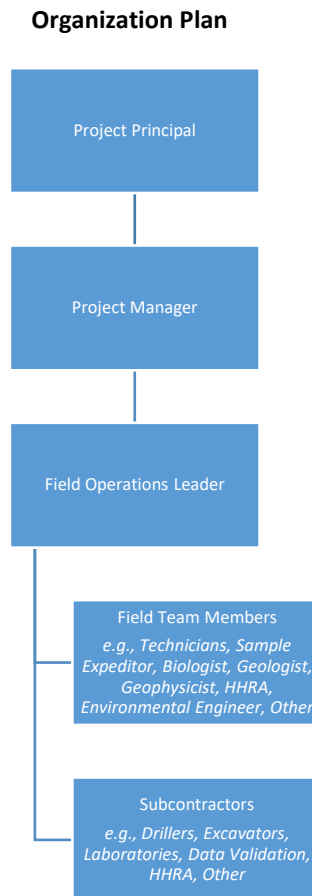 Organization Plan
Project Principal
Project Manager
Field Operations Leader
Field Team Members
e.g., Technicians, Sample
Expeditor, Biologist, Geologist,
Geophysicist, HHRA,
Environmental Engineer, Other
Subcontractors
e.g., Drillers, Excavators,
Laboratories, Data Validation,
HHRA, Other